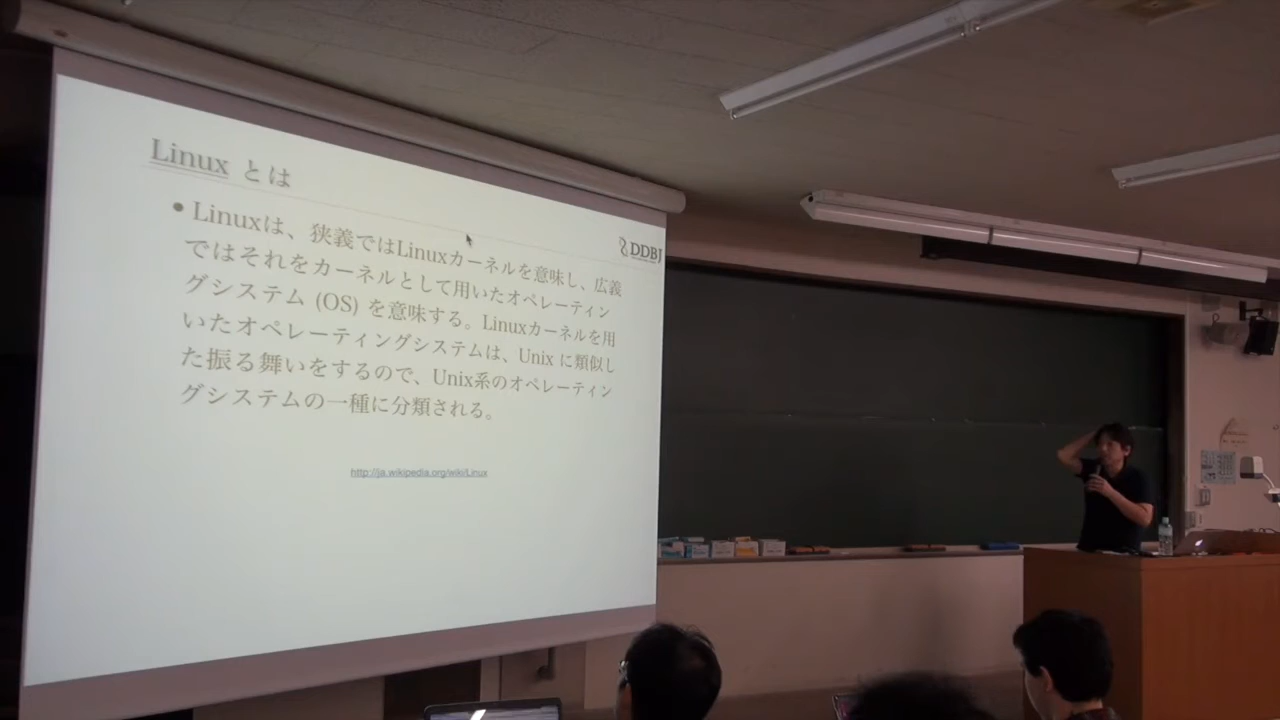 Linux とは
• Linuxは、狭義ではLinuxカーネルを意味し、広義
ではそれをカーネルとして用いたオペレーティン
グシステム (OS) を意味する。Linuxカーネルを用
いたオペレーティングシステムは、Unix に類似し
た振る舞いをするので、Unix系のオペレーティン
グシステムの一種に分類される。
DDBJ
http://ja.wikipedia.org/wiki/Linux